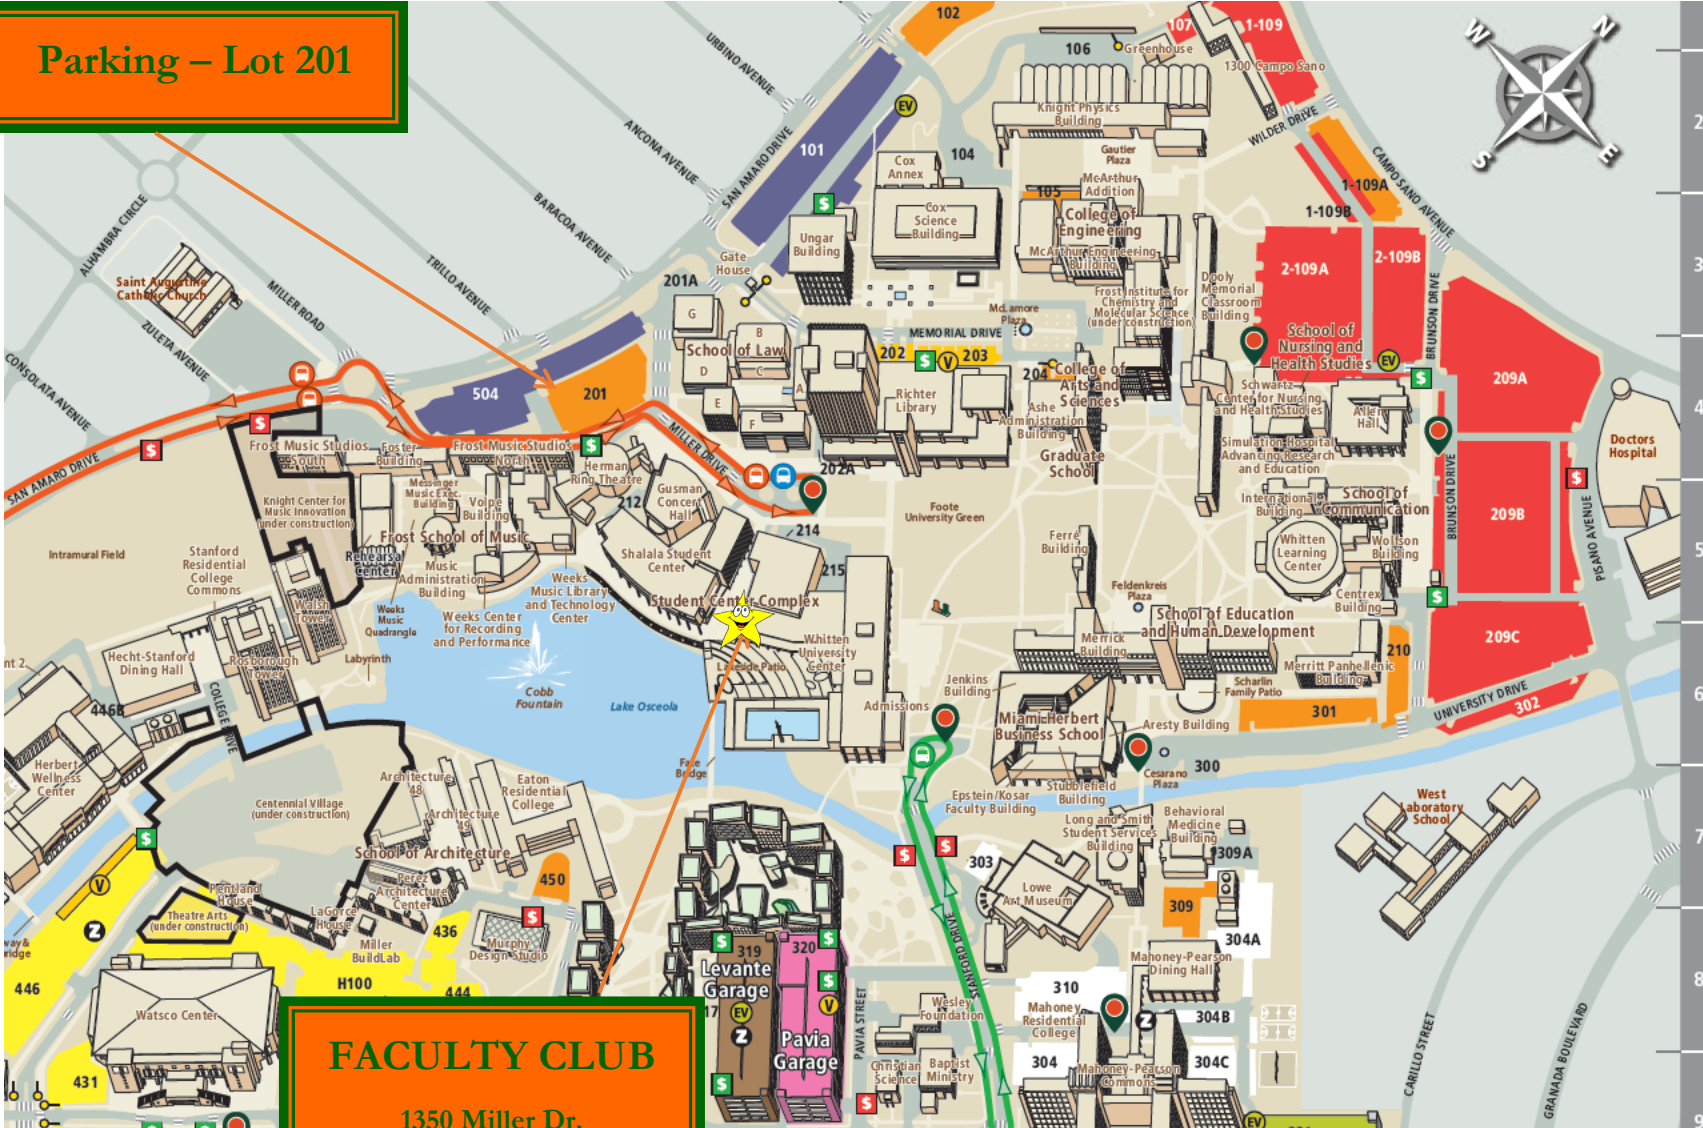 Parking – Lot 201
102
107
1-109
106
Greenhouse
1300 Campo Sano
W
N
S
E
URBINO AVENUE
ANCONA AVENUE
SAN AMARO DRIVE
101
EV
104
Knight Physics
Building
Gautier
Plaza
WILDER DRIVE
2
CAMPO SANO AVENUE
1-109A
1-109B
Cox
Annex
105
McArthur
Addition
College of
Engineering
McArthur Engineering
Building
Cox
Science
Building
$
Ungar
Building
BARACOA AVENUE
ALHAMBRA CIRCLE
TRILLO AVENUE
Gate
House
201A
2-109A
2-109B
3
Saint Augustine
Catholic Church
MILLER ROAD
ZULETA AVENUE
CONSOLATA AVENUE
Dooly
Memorial
Classroom
Building
Frost Institute for
Chemistry and
Molecular Science
(under construction)
McLamore
Plaza
MEMORIAL DRIVE
G
B
School of Law
D
C
A
E
F
202
$
V
203
204
College of
Arts and
Sciences
Richter
Library
Ashe
Administration
Building
Graduate
School
School of
Nursing and
Health Studies
EV
$
BRUNSON DRIVE
209A
Schwartz
Center for Nursing
and Health Studies
Allen
Hall
4
Simulation Hospital
Advancing Research
and Education
Doctors
Hospital
504
201
$
$
$
SAN AMARO DRIVE
Frost Music Studios
South
Foster
Building
Frost Music Studios
North
Herman
Ring Theatre
MILLER DRIVE
202A
Messinger
Music Exec.
Building
Volpe
Building
212
Gusman
Concert
Hall
214
Foote
University Green
International
Building
School of
Communication
BRUNSON DRIVE
209B
$
PISANO AVENUE
Knight Center for
Music Innovation
(under construction)
Frost School of Music
Rehearsal
Center
Intramural Field
Stanford
Residential
College
Commons
Music
Administration
Building
Weeks
Music Library
and Technology
Center
Shalala Student
Center
215
Ferré
Building
Whitten
Learning
Center
Wolfson
Building
5
Student Center Complex
Feldenkreis
Plaza
Centrex
Building
$
Walsh
Tower
Weeks
Music
Quadrangle
Weeks Center
for Recording
and Performance
School of Education
and Human Development
209C
Whitten
University
Center
Lakeside Patio
Merrick
Building
210
Hecht-Stanford
Dining Hall
Rosborough
Tower
Labyrinth
Merritt Panhellenic
Building
Scharlin
Family Patio
Jenkins
Building
Cobb
Fountain
Lake Osceola
Admissions
Miami Herbert
Business School
Aresty Building
301
UNIVERSITY DRIVE
302
6
446B
COLLEGE DRIVE
Herbert
Wellness
Center
Fate
Bridge
Cesarano
Plaza
300
Stubblefield
Building
Epstein/Kosar
Faculty Building
Architecture
48
Eaton
Residential
College
Centennial Village
(under construction)
Architecture
49
School of Architecture
Long and Smith
Student Services
Building
Behavioral
Medicine
Building
309A
West
Laboratory
School
7
$
V
$
$
303
Perez
Architecture
Center
450
Lowe
Art Museum
309
Pentland
House
Theatre Arts
(under construction)
LaGorce
House
Miller
BuildLab
436
$
Murphy
Design Studio
Z
STANFORD DRIVE
304A
Mahoney-Pearson
Dining Hall
446
H100
444
$
319
Levante
Garage
EV
Z
$
320
$
$
V
Pavia
Garage
8
310
Mahoney
Residential
College
Z
304B
Wesley
Foundation
PAVIA STREET
Watsco Center
FACULTY CLUB
1350 Miller Dr.
431
Christian
Science
Baptist
Ministry
$
304
304C
Mahoney-Pearson
Commons
CARILLO STREET
GRANADA BOULEVARD
EV
9